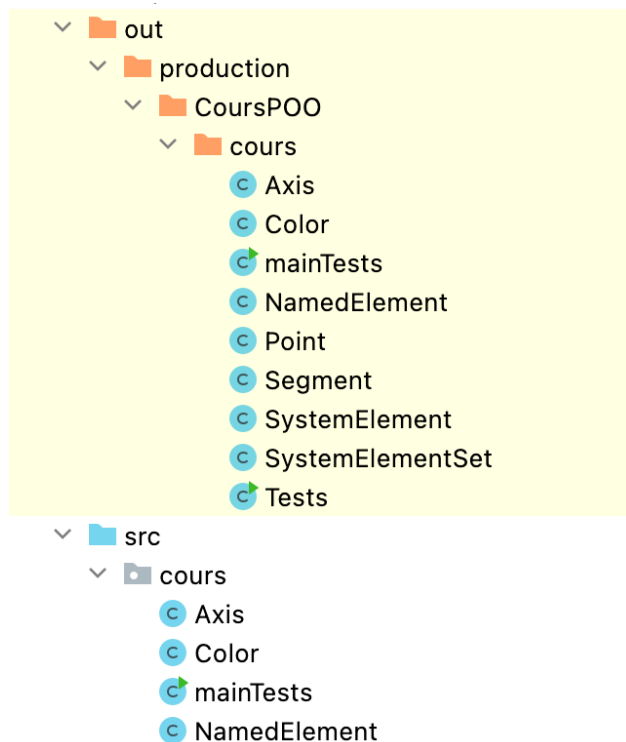 out
production
CoursPOO
cours
C Axis
C Color
C mainTests
C NamedElement
C Point
C Segment
C SystemElement
C SystemElementSet
C Tests
src
cours
C Axis
C Color
C mainTests
C NamedElement